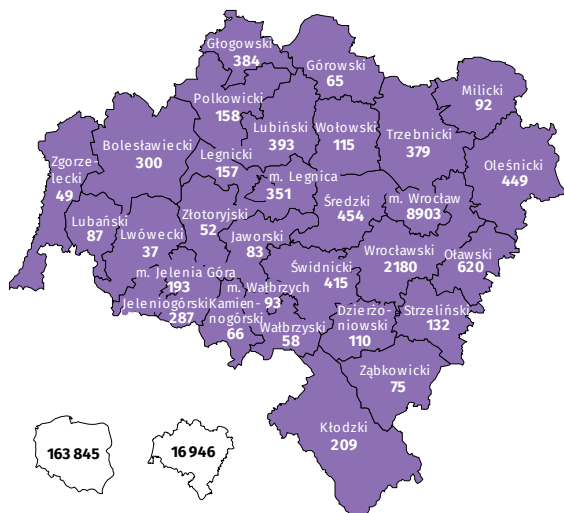 Głogowski
384
Górowski
65
Milicki
92
Polkowicki
158
Lubiński
393
Wołowski
115
Trzebnicki
379
Bolesławiecki
300
Zgorze-
lecki
49
Legnicki
157
Oleśnicki
449
m. Legnica
351
Średzki
454
m. Wrocław
8903
Lubański
87
Lwówecki
37
Złotoryjski
52
Jaworski
83
Wrocławski
2180
Oławski
620
m. Jelenia Góra
193
Świdnicki
415
m. Wałbrzych
93
Jeleniogórski
287
Kamien-
nogórski
66
Wałbrzyski
58
Dzierżo-
niowski
110
Strzeliński
132
Ząbkowicki
75
Kłodzki
209
163 845
16 946